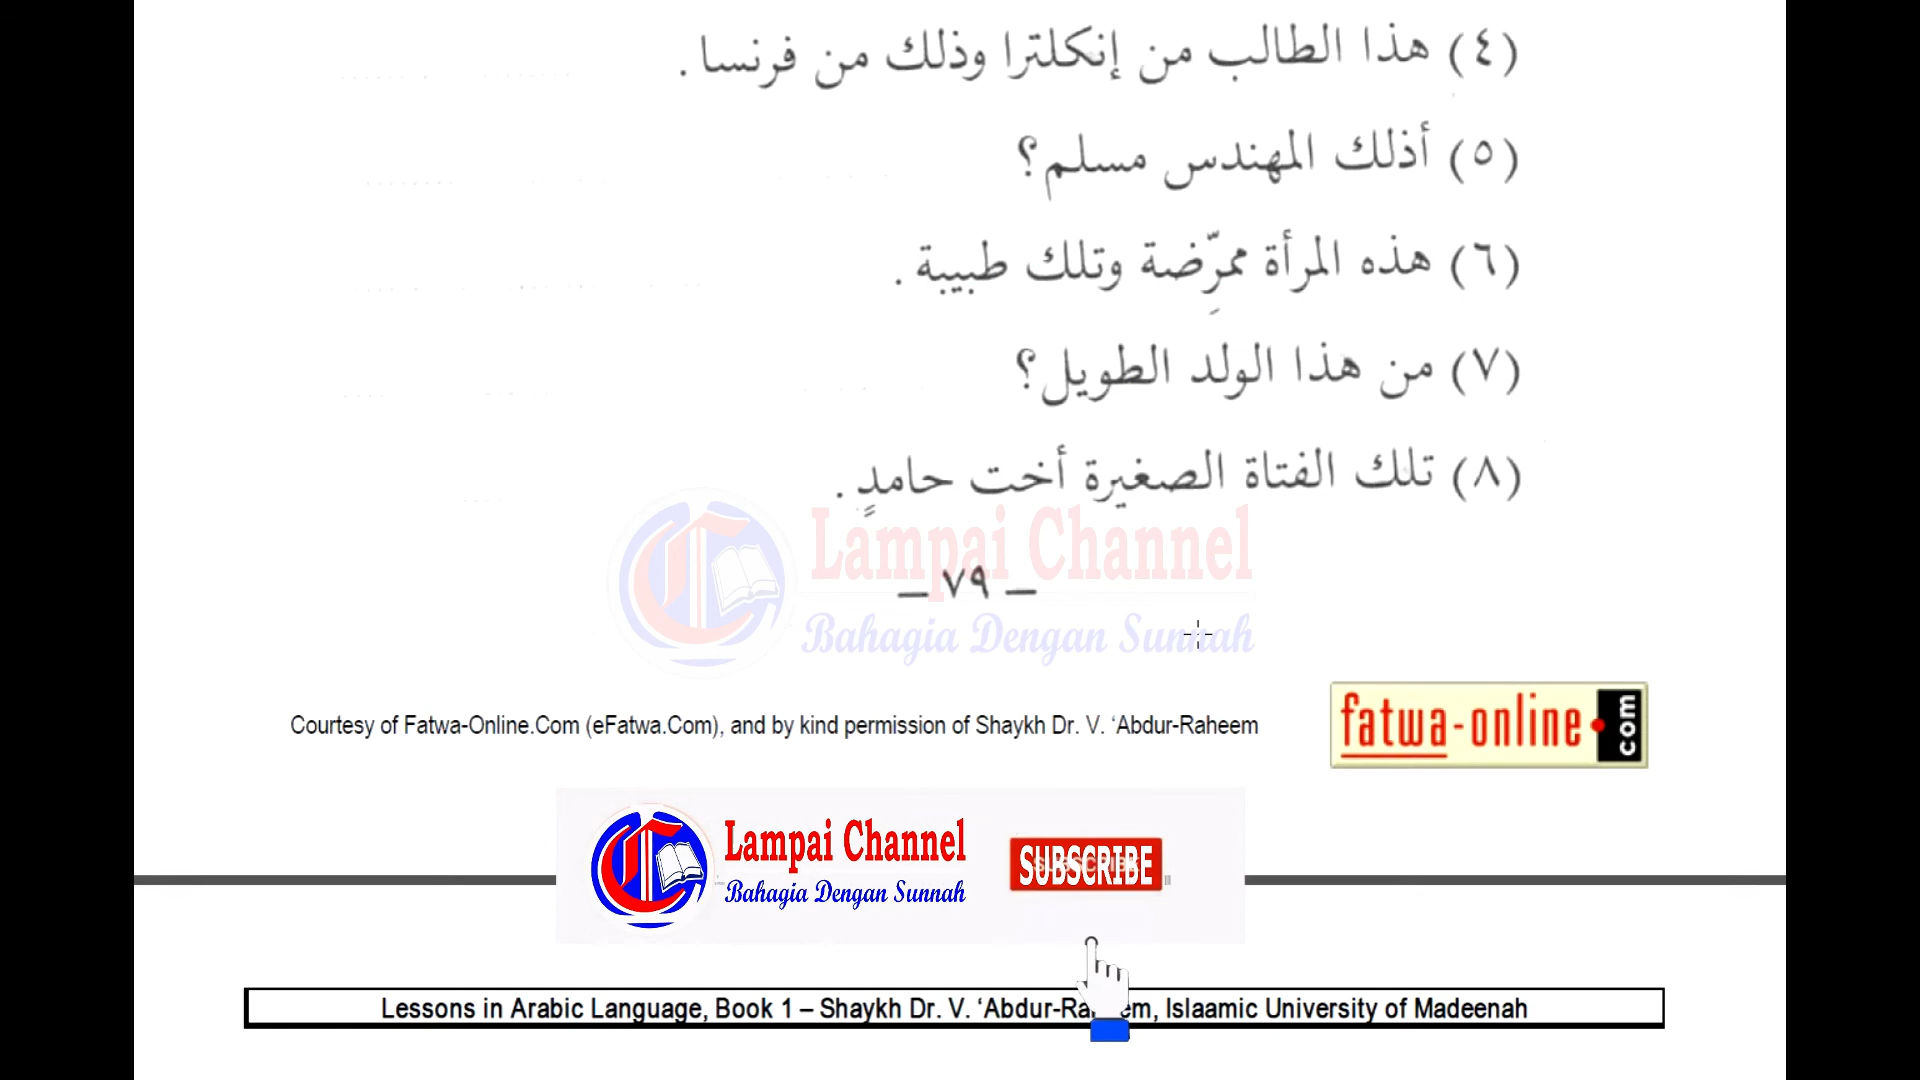 (٤) هذا الطالب من إنكلترا وذلك من فرنسا .
(٥) أذلك المهندس مسلم؟
(٦) هذه المرأة ممرِّضة وتلك طبيبة .
(٧) من هذا الولد الطويل؟
(٨) تلك الفتاة الصغيرة أخت حامدٍ .
Lampai Channel
– ٧٩ –
Bahagia Dengan Sunnah
Courtesy of Fatwa-Online.Com (eFatwa.Com), and by kind permission of Shaykh Dr. V. ‘Abdur-Raheem
fatwa-online.com
Lampai Channel
Bahagia Dengan Sunnah
SUBSCRIBE
Lessons in Arabic Language, Book 1 – Shaykh Dr. V. ‘Abdur-Raheem, Islaamic University of Madeenah